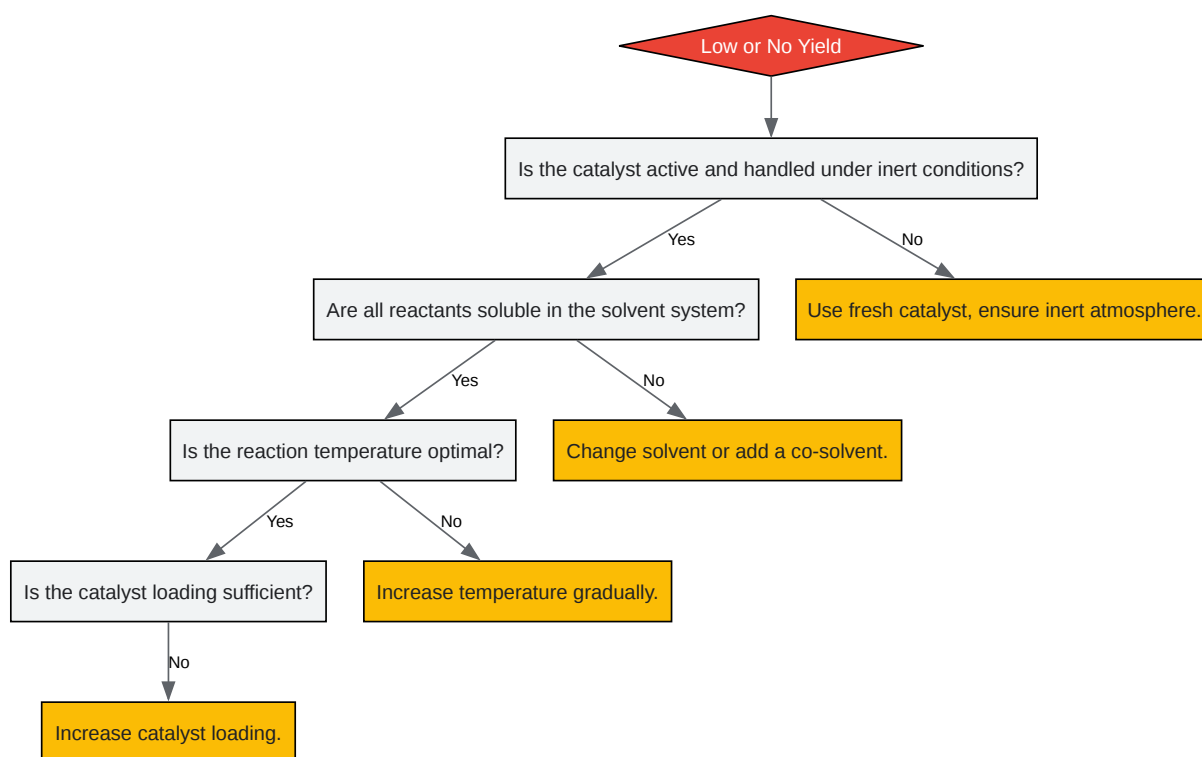 Low or No Yield
Is the catalyst active and handled under inert conditions?
Yes
No
Are all reactants soluble in the solvent system?
Use fresh catalyst, ensure inert atmosphere.
Yes
No
Is the reaction temperature optimal?
Change solvent or add a co-solvent.
Yes
No
Is the catalyst loading sufficient?
Increase temperature gradually.
No
Increase catalyst loading.